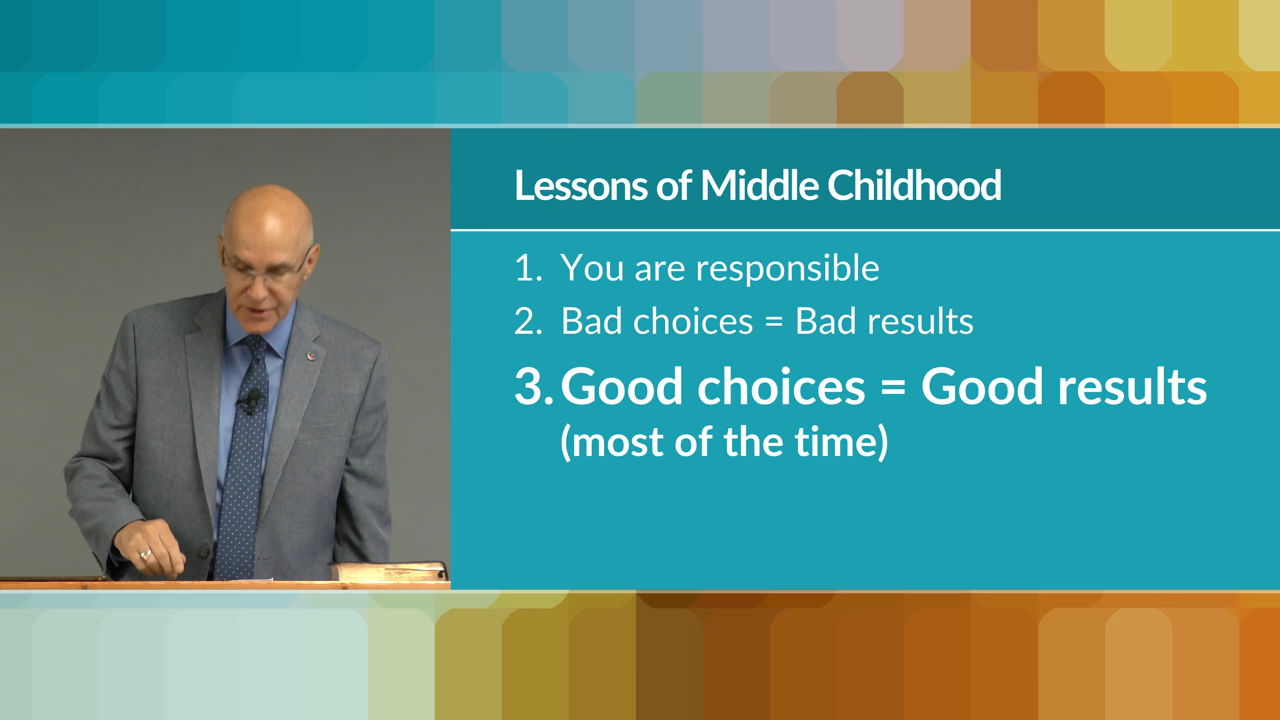 Lessons of Middle Childhood
1. You are responsible
2. Bad choices = Bad results
3. Good choices = Good results
(most of the time)